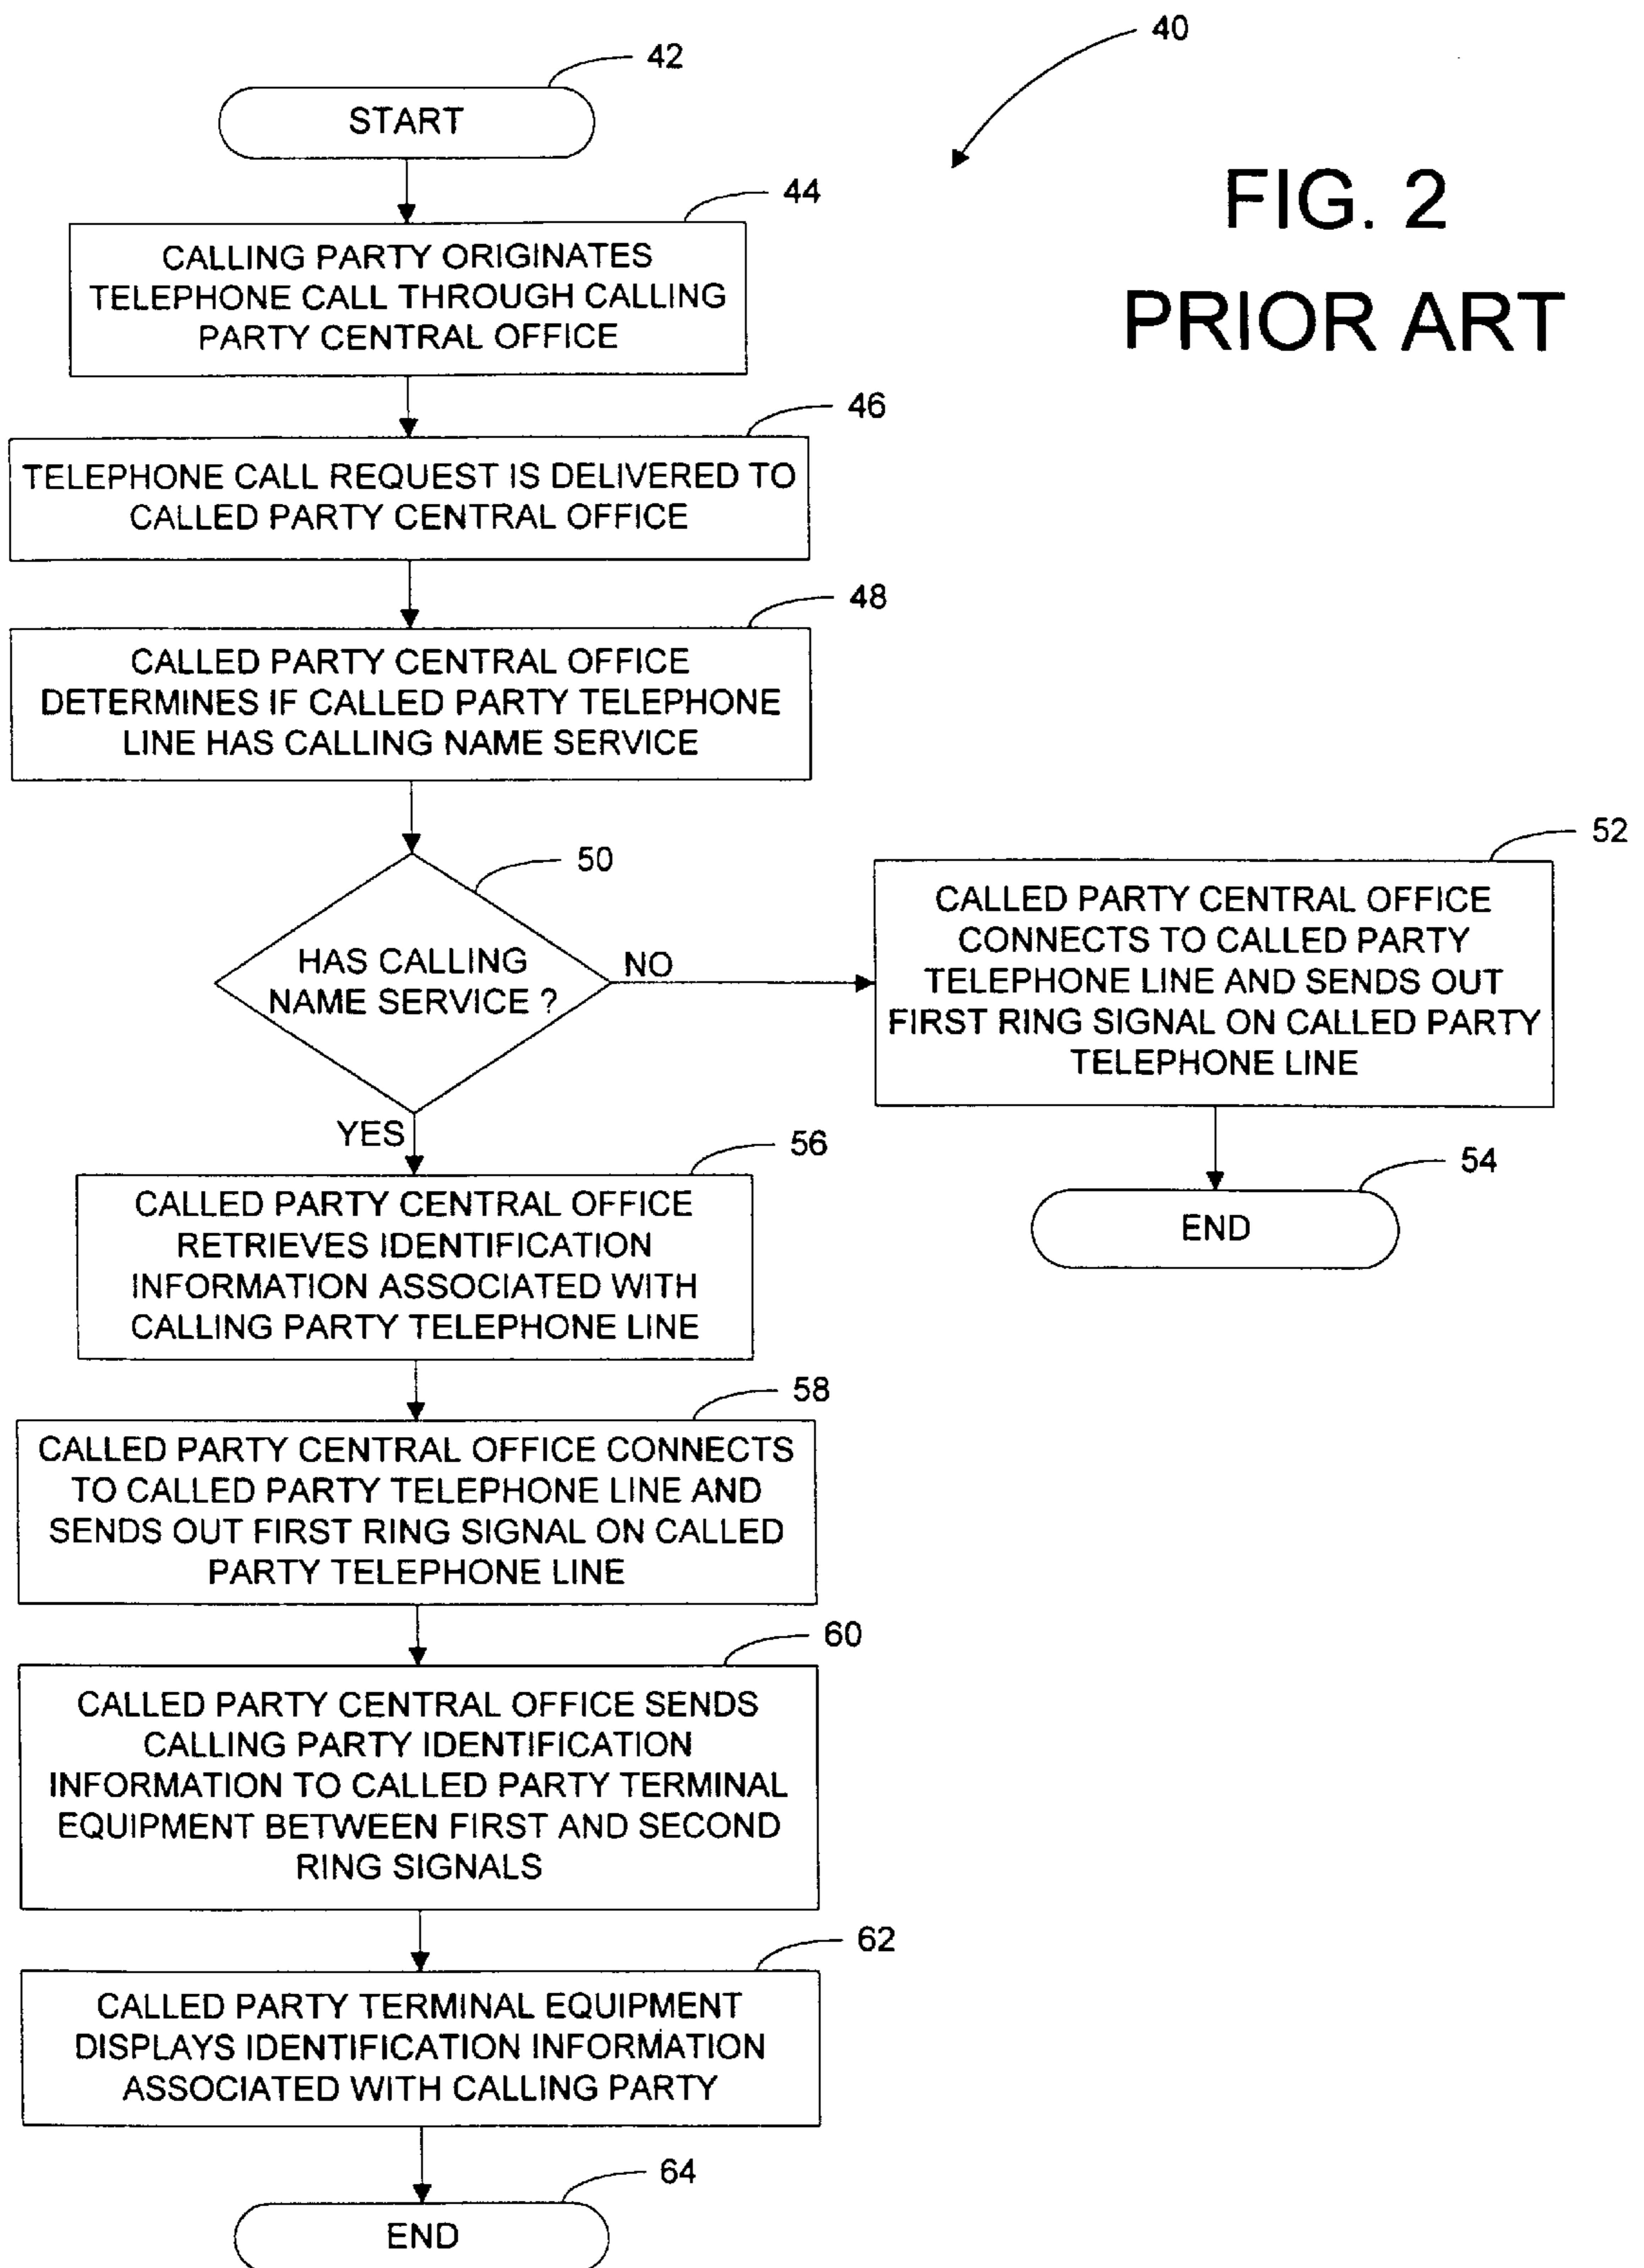 40
42
START
FIG. 2
PRIOR ART
44
CALLING PARTY ORIGINATES
TELEPHONE CALL THROUGH CALLING
PARTY CENTRAL OFFICE
46
TELEPHONE CALL REQUEST IS DELIVERED TO
CALLED PARTY CENTRAL OFFICE
48
CALLED PARTY CENTRAL OFFICE
DETERMINES IF CALLED PARTY TELEPHONE
LINE HAS CALLING NAME SERVICE
50
HAS CALLING
NAME SERVICE ?
NO
52
CALLED PARTY CENTRAL OFFICE
CONNECTS TO CALLED PARTY
TELEPHONE LINE AND SENDS OUT
FIRST RING SIGNAL ON CALLED PARTY
TELEPHONE LINE
54
END
YES
56
CALLED PARTY CENTRAL OFFICE
RETRIEVES IDENTIFICATION
INFORMATION ASSOCIATED WITH
CALLING PARTY TELEPHONE LINE
58
CALLED PARTY CENTRAL OFFICE CONNECTS
TO CALLED PARTY TELEPHONE LINE AND
SENDS OUT FIRST RING SIGNAL ON CALLED
PARTY TELEPHONE LINE
60
CALLED PARTY CENTRAL OFFICE SENDS
CALLING PARTY IDENTIFICATION
INFORMATION TO CALLED PARTY TERMINAL
EQUIPMENT BETWEEN FIRST AND SECOND
RING SIGNALS
62
CALLED PARTY TERMINAL EQUIPMENT
DISPLAYS IDENTIFICATION INFORMATION
ASSOCIATED WITH CALLING PARTY
64
END